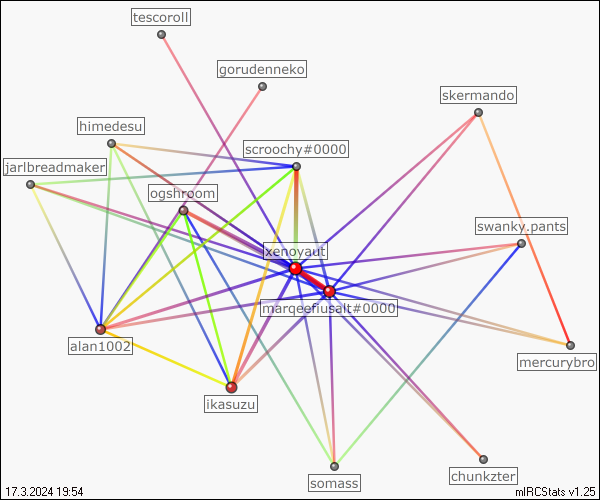 tescoroll
gorudenneko
skermando
himedesu
scroochy#0000
jarlbreadmaker
ogshroom
swanky.pants
xenoyaut
marqeefiusalt#0000
alan1002
mercurybro
ikasuzu
somass
chunkzter
17.3.2024 19:54
mIRCStats v1.25